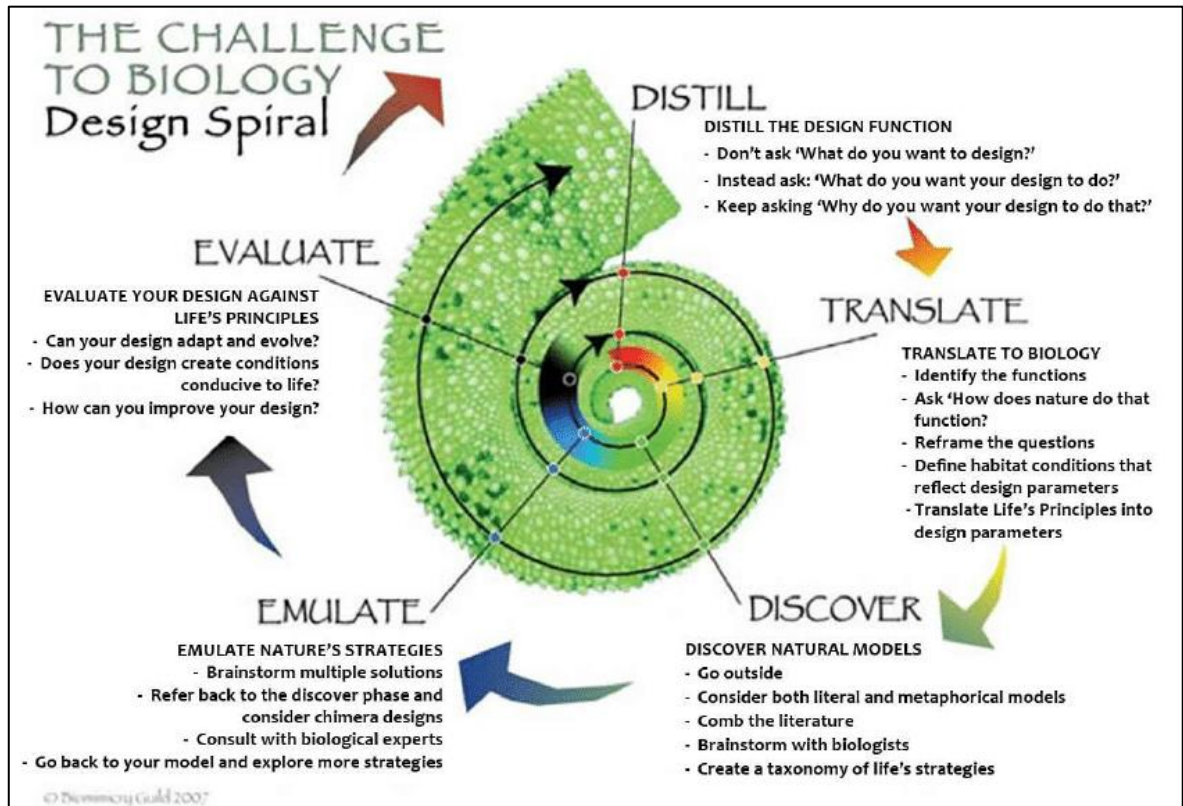 THE CHALLENGE
TO BIOLOGY
Design Spiral
DISTILL
DISTILL THE DESIGN FUNCTION
- Don't ask 'What do you want to design?'
- Instead ask: 'What do you want your design to do?'
- Keep asking 'Why do you want your design to do that?'
TRANSLATE
TRANSLATE TO BIOLOGY
- Identify the functions
- Ask 'How does nature do that
function?
- Reframe the questions
- Define habitat conditions that
reflect design parameters
- Translate Life's Principles into
design parameters
DISCOVER
DISCOVER NATURAL MODELS
- Go outside
- Consider both literal and metaphorical models
- Comb the literature
- Brainstorm with biologists
- Create a taxonomy of life's strategies
EMULATE
EMULATE NATURE'S STRATEGIES
- Brainstorm multiple solutions
- Refer back to the discover phase and
consider chimera designs
- Consult with biological experts
- Go back to your model and explore more strategies
EVALUATE
EVALUATE YOUR DESIGN AGAINST
LIFE'S PRINCIPLES
- Can your design adapt and evolve?
- Does your design create conditions
conducive to life?
- How can you improve your design?
© Biomimicry Guild 2007